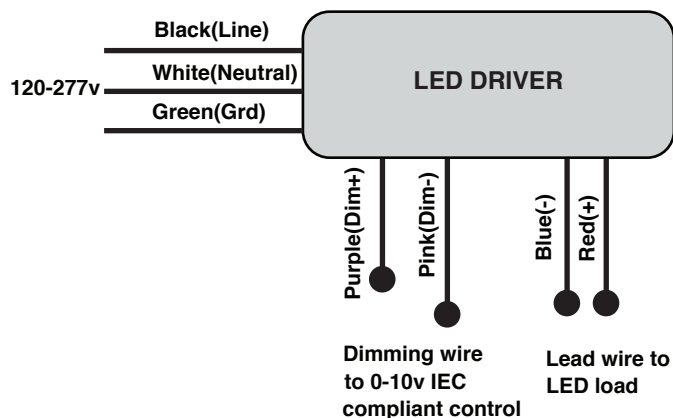 Black(Line)
White(Neutral)
120-277v
Green(Grd)
LED DRIVER
Purple(Dim+)
Pink(Dim-)
Blue(-)
Red(+)
Dimming wire
to 0-10v IEC
compliant control
Lead wire to
LED load